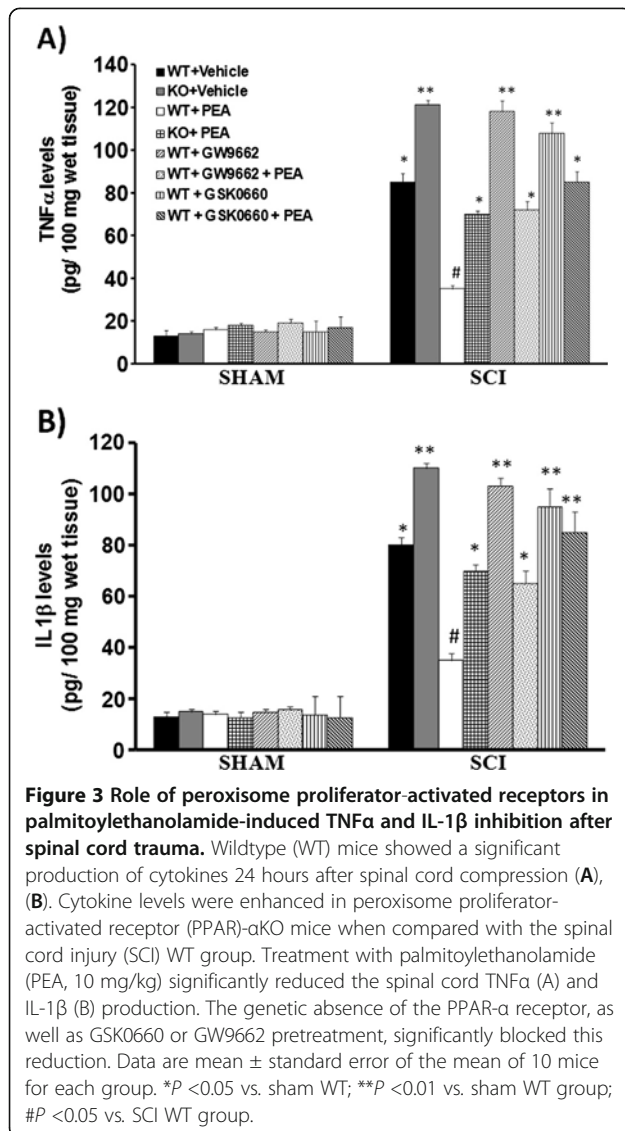 A)
140
120
100
80
60
40
20
0
TNFα levels
(pg/ 100 mg wet tissue)
WT+Vehicle
KO+Vehicle
WT+ PEA
KO+ PEA
WT+ GW9662
WT+ GW9662 + PEA
WT + GSK0660
WT + GSK0660 + PEA
*
**
#
*
**
*
**
*
SHAM
SCI
B)
120
100
80
60
40
20
0
IL1β levels
(pg/ 100 mg wet tissue)
*
**
#
*
**
*
**
**
SHAM
SCI
Figure 3 Role of peroxisome proliferator-activated receptors in
palmitoylethanolamide-induced TNFα and IL-1β inhibition after
spinal cord trauma. Wildtype (WT) mice showed a significant
production of cytokines 24 hours after spinal cord compression (A),
(B). Cytokine levels were enhanced in peroxisome proliferator-
activated receptor (PPAR)-αKO mice when compared with the spinal
cord injury (SCI) WT group. Treatment with palmitoylethanolamide
(PEA, 10 mg/kg) significantly reduced the spinal cord TNFα (A) and
IL-1β (B) production. The genetic absence of the PPAR-α receptor, as
well as GSK0660 or GW9662 pretreatment, significantly blocked this
reduction. Data are mean ± standard error of the mean of 10 mice
for each group. *P <0.05 vs. sham WT; **P <0.01 vs. sham WT group;
#P <0.05 vs. SCI WT group.